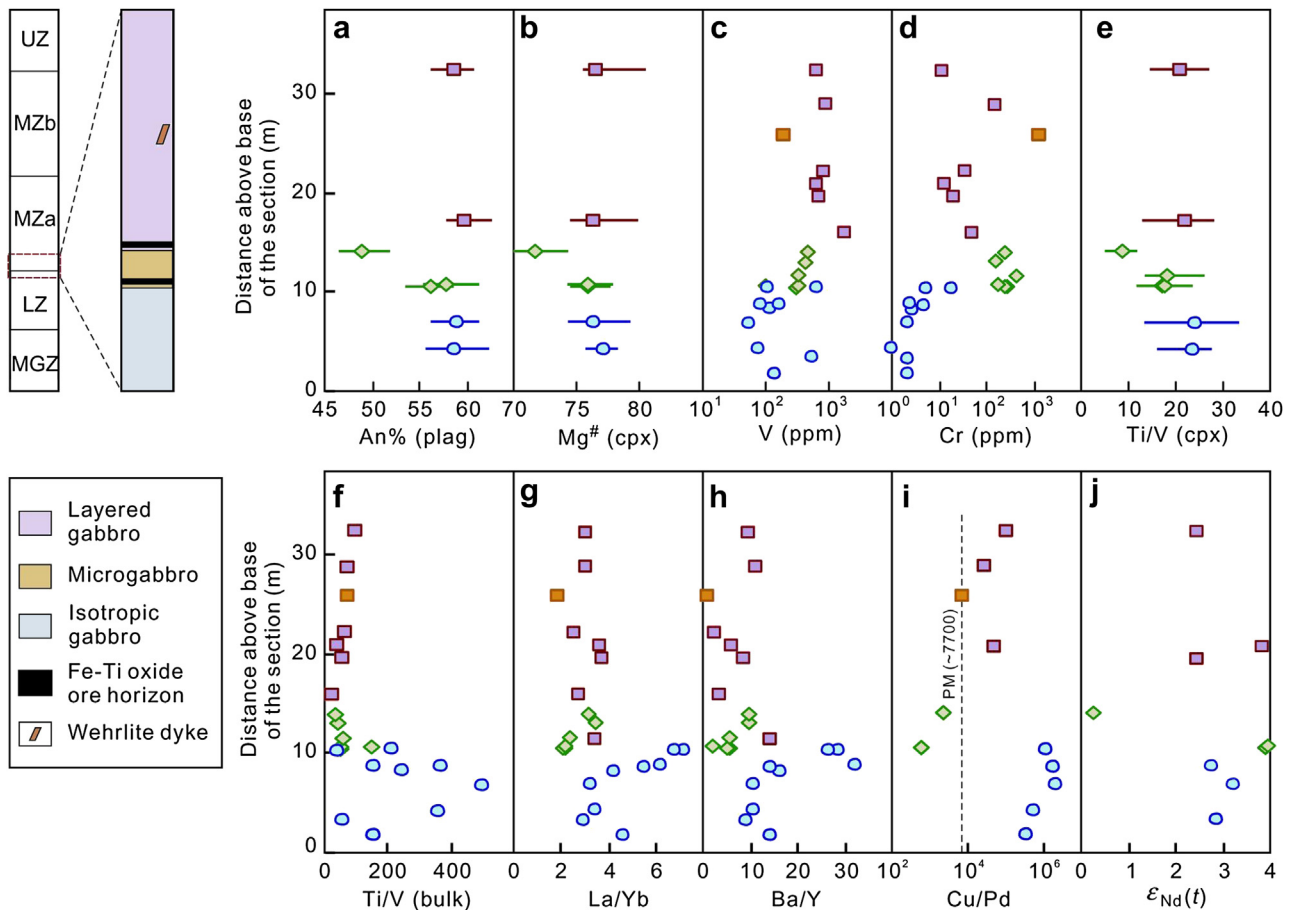 UZ
MZb
MZa
LZ
MGZ
Distance above base
of the section (m)
30
20
10
0
a
b
c
d
e
45
50
55
60
70
75
80
10¹
10²
10³
10⁰
10¹
10²
10³
0
10
20
30
40
An% (plag)
Mg# (cpx)
V (ppm)
Cr (ppm)
Ti/V (cpx)
Layered
gabbro
Microgabbro
Isotropic
gabbro
Fe-Ti oxide
ore horizon
Wehrlite dyke
Distance above base
of the section (m)
30
20
10
0
f
g
h
i
j
PM (~7700)
0
200
400
0
2
4
6
0
10
20
30
10²
10⁴
10⁶
0
1
2
3
4
Ti/V (bulk)
La/Yb
Ba/Y
Cu/Pd
εNd(t)